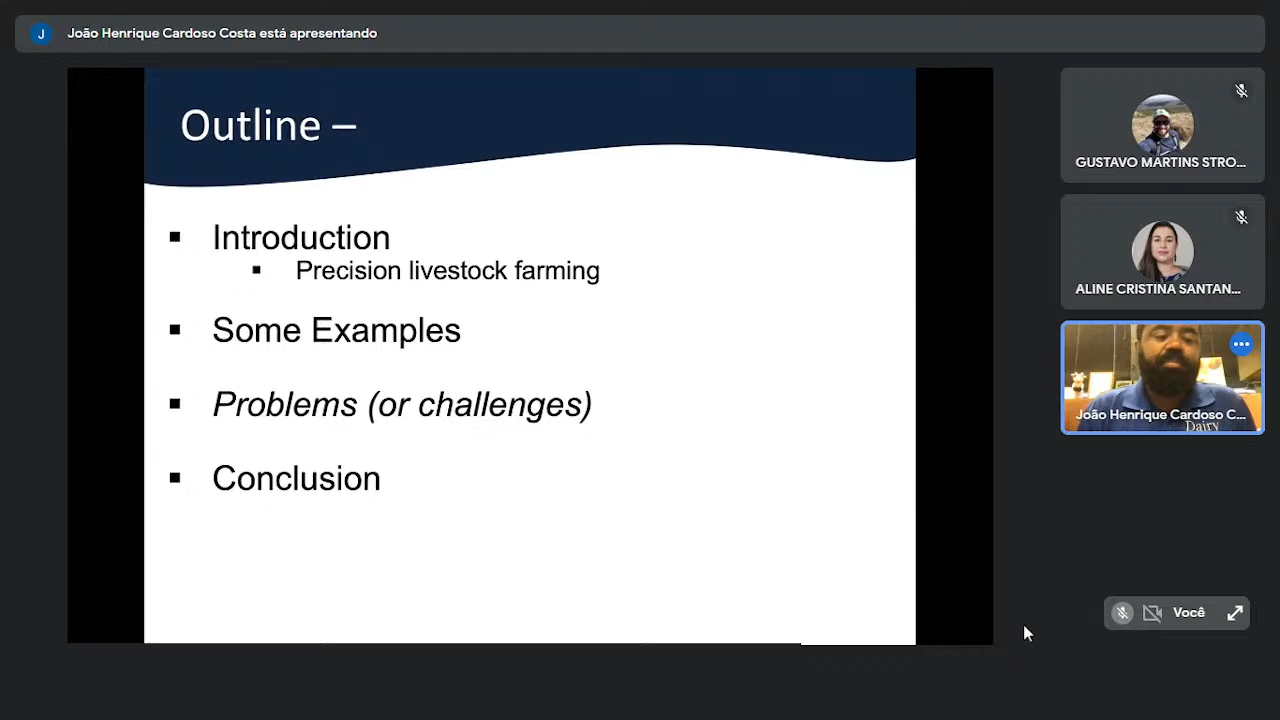 J João Henrique Cardoso Costa está apresentando
Outline –
▪ Introduction
▪ Precision livestock farming
▪ Some Examples
▪ Problems (or challenges)
▪ Conclusion
GUSTAVO MARTINS STRO...
ALINE CRISTINA SANTAN...
João Henrique Cardoso C...
Dairy
Você